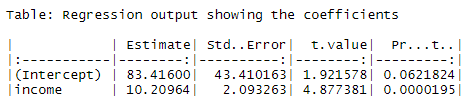 Table: Regression output showing the coefficients
|            | Estimate| Std..Error|  t.value|  Pr...t..|
|:-----------|--------:|----------:|--------:|---------:|
|(Intercept) | 83.41600|  43.410163| 1.921578| 0.0621824|
|income      | 10.20964|   2.093263| 4.877381| 0.0000195|